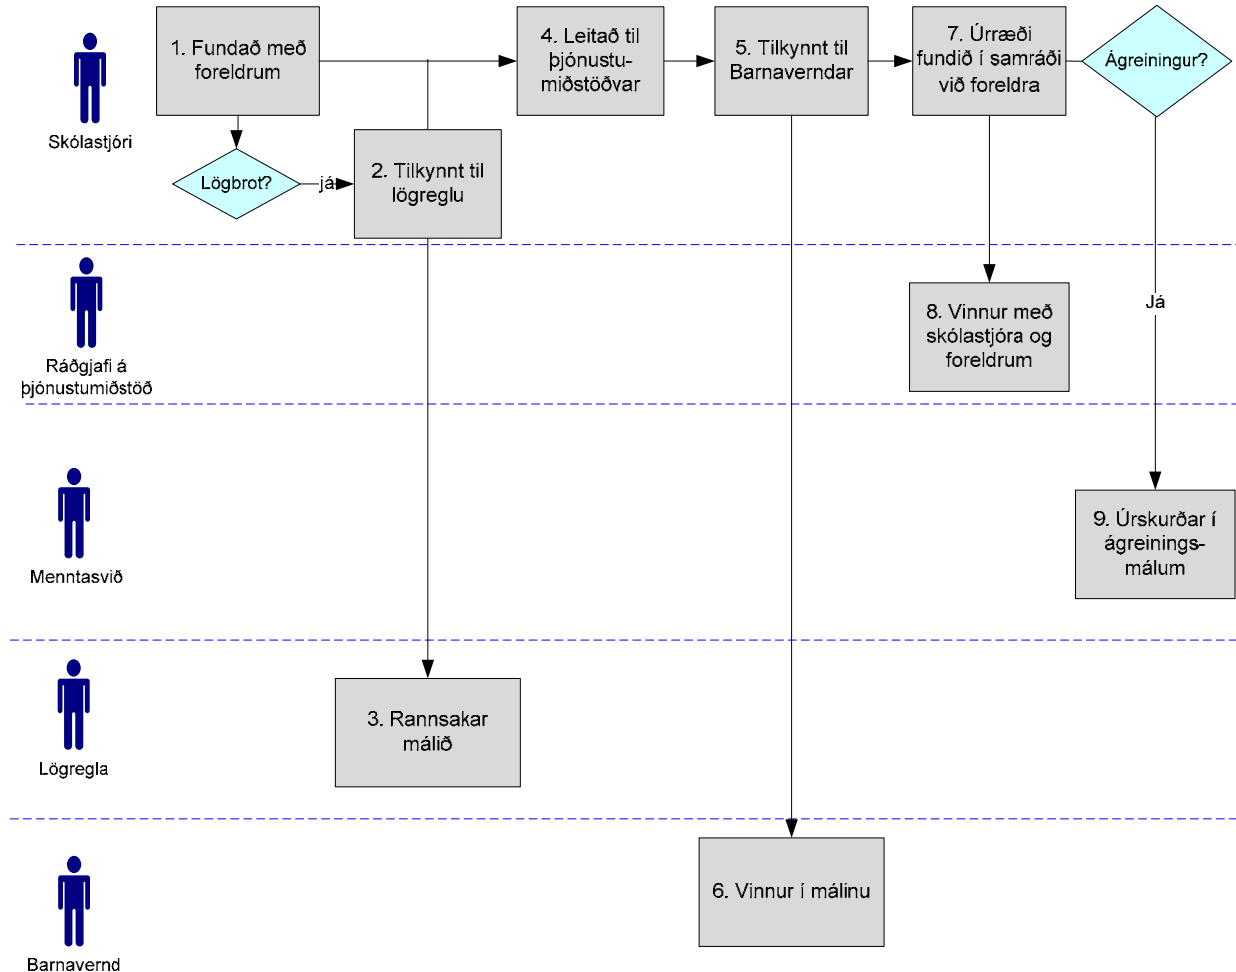 1. Fundað með
foreldrum
4. Leitað til
þjónustu-
miðstöðvar
5. Tilkynnt til
Barnaverndar
7. Úrræði
fundið í samráði
við foreldra
Ágreiningur?
Skólastjóri
Lögbrot?
já
2. Tilkynnt til
lögreglu
Ráðgjafi á
þjónustumiðstöð
8. Vinnur með
skólastjóra og
foreldrum
Já
Menntasvið
9. Úrskurðar í
ágreinings-
málum
Lögregla
3. Rannsakar
málið
Barnavernd
6. Vinnur í málinu